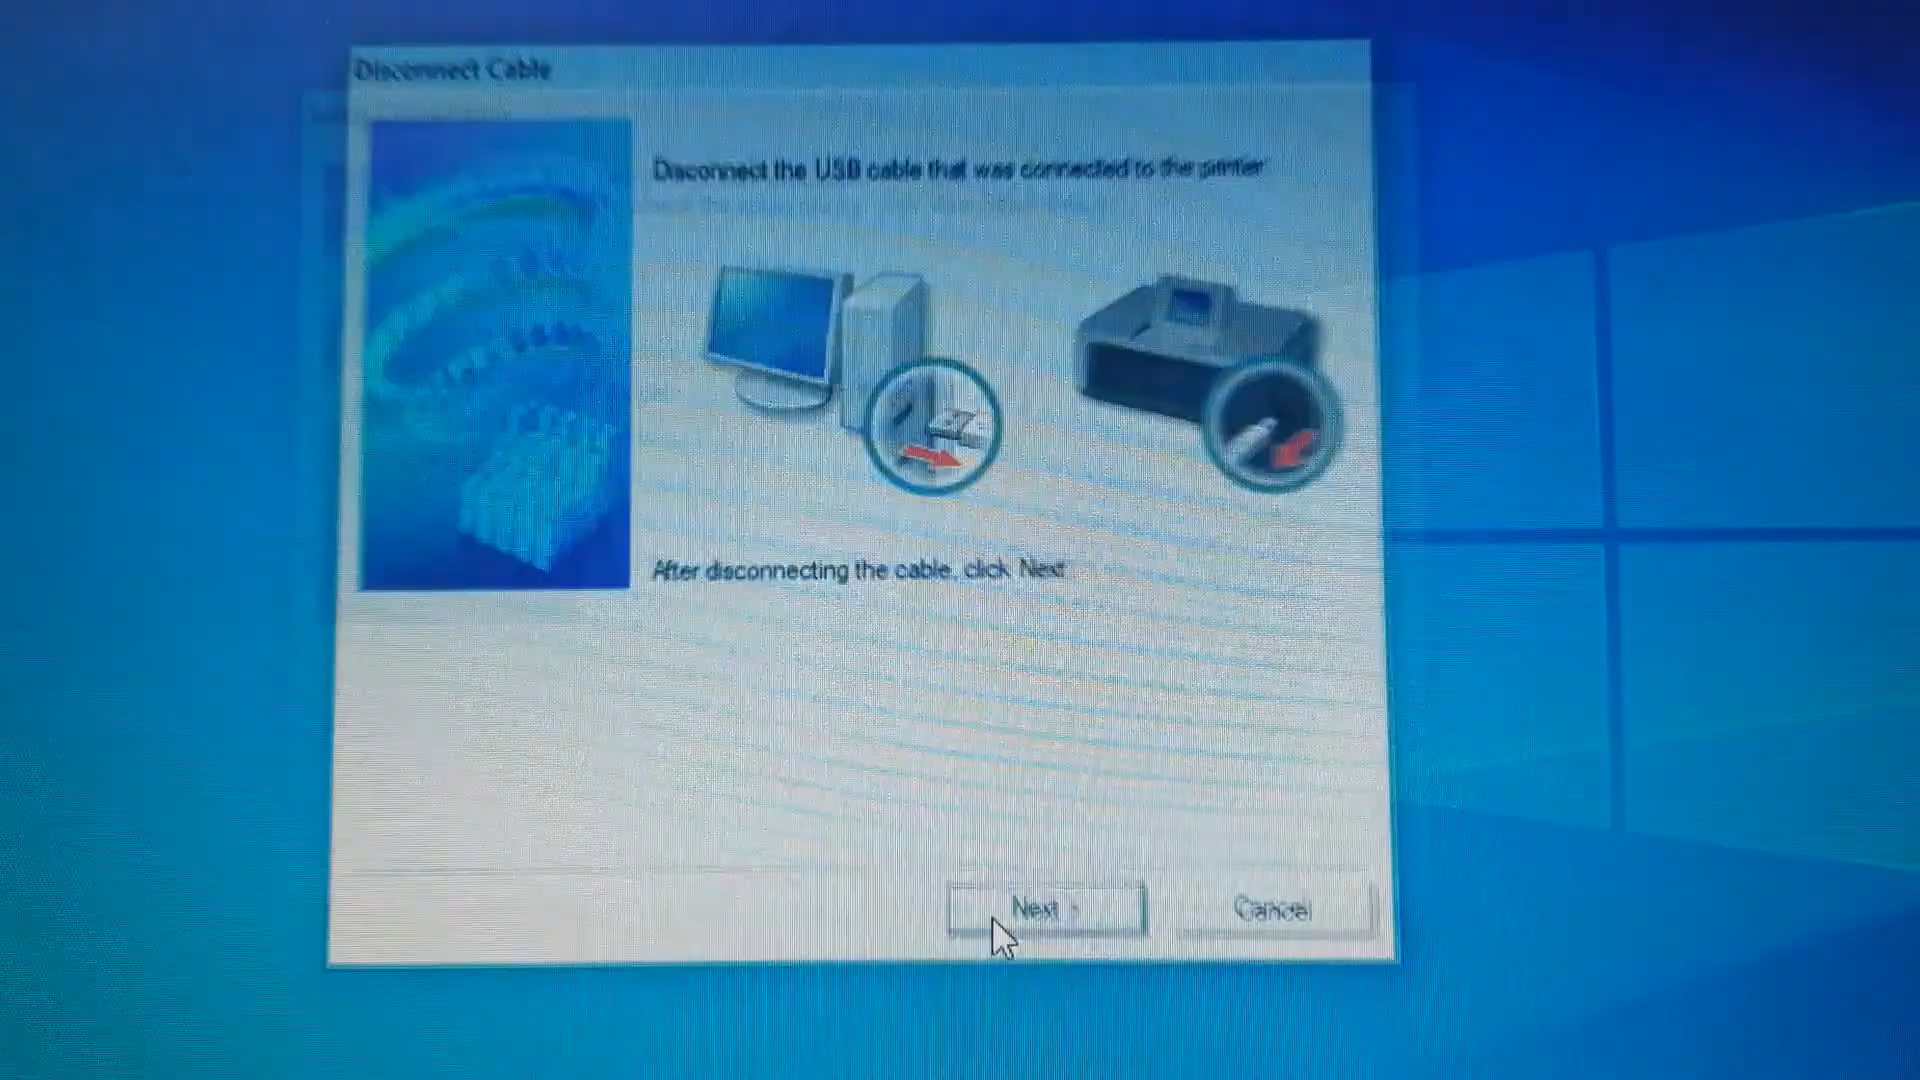 Disconnect Cable
Disconnect the USB cable that was connected to the printer
After disconnecting the cable, click Next
Next >
Cancel